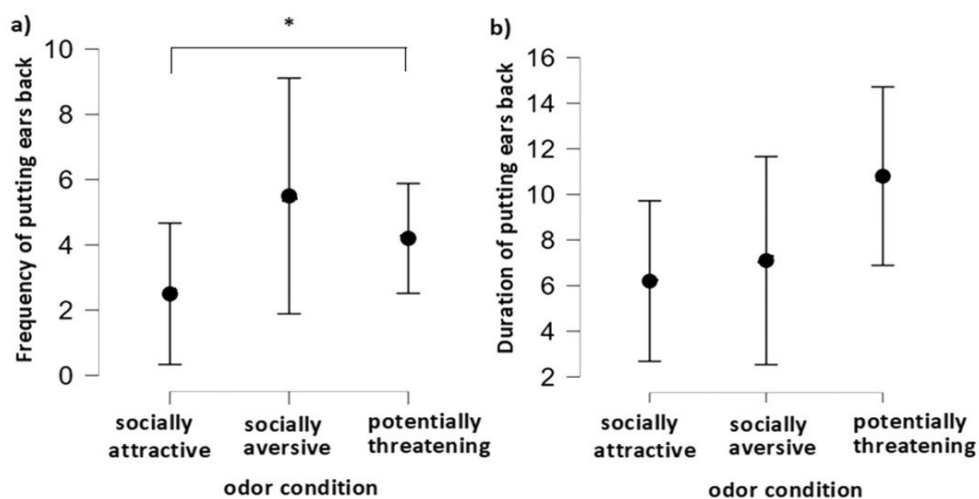 a)
*
Frequency of putting ears back
10
8
6
4
2
0
socially attractive
socially aversive
potentially threatening
odor condition
b)
Duration of putting ears back
16
14
12
10
8
6
4
2
socially attractive
socially aversive
potentially threatening
odor condition